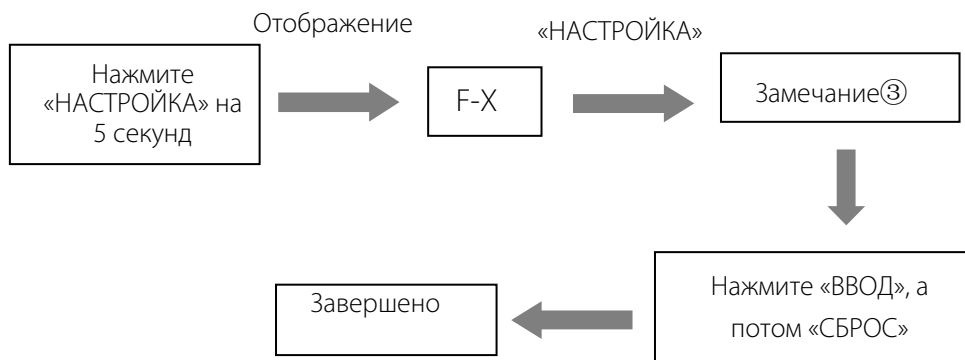 Отображение
«НАСТРОЙКА»
Нажмите
«НАСТРОЙКА» на
5 секунд
F-X
Замечание③
Нажмите «ВВОД», а
потом «СБРОС»
Завершено